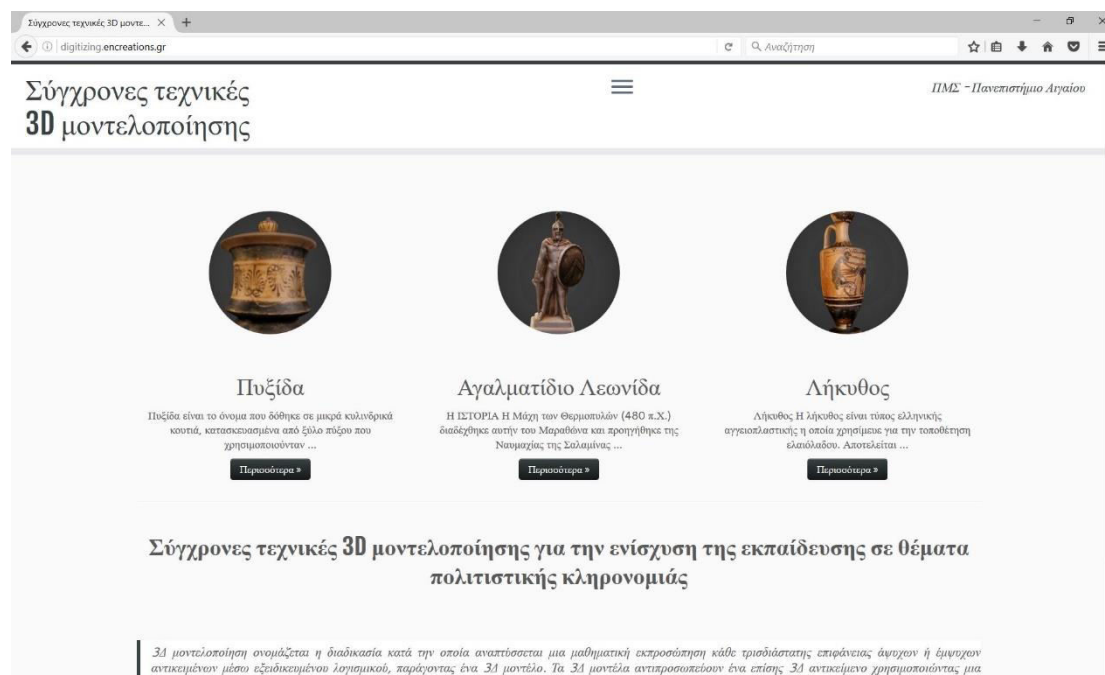 Σύγχρονες τεχνικές 3D μοντε...
digitizing.encreations.gr
Αναζήτηση
Σύγχρονες τεχνικές
3D μοντελοποίησης
ΠΜΣ - Πανεπιστήμιο Αιγαίου
Πυξίδα
Πυξίδα είναι το όνομα που δόθηκε σε μικρά κυλινδρικά
κουτιά, κατασκευασμένα από ξύλο πύξου που
χρησιμοποιούνταν ...
Περισσότερα »
Αγαλματίδιο Λεωνίδα
Η ΙΣΤΟΡΙΑ Η Μάχη των Θερμοπυλών (480 π.Χ.)
διαδέχθηκε αυτήν του Μαραθώνα και προηγήθηκε της
Ναυμαχίας της Σαλαμίνας ...
Περισσότερα »
Λήκυθος
Λήκυθος Η λήκυθος είναι τύπος ελληνικής
αγγειοπλαστικής η οποία χρησίμευε για την τοποθέτηση
ελαιόλαδου. Αποτελείται ...
Περισσότερα »
Σύγχρονες τεχνικές 3D μοντελοποίησης για την ενίσχυση της εκπαίδευσης σε θέματα
πολιτιστικής κληρονομιάς
3Δ μοντελοποίηση ονομάζεται η διαδικασία κατά την οποία αναπτύσσεται μια μαθηματική εκπροσώπηση κάθε τρισδιάστατης επιφάνειας άψυχων ή έμψυχων
αντικειμένων μέσω εξειδικευμένου λογισμικού, παράγοντας ένα 3Δ μοντέλο. Τα 3Δ μοντέλα αντιπροσωπεύουν ένα επίσης 3Δ αντικείμενο χρησιμοποιώντας μια